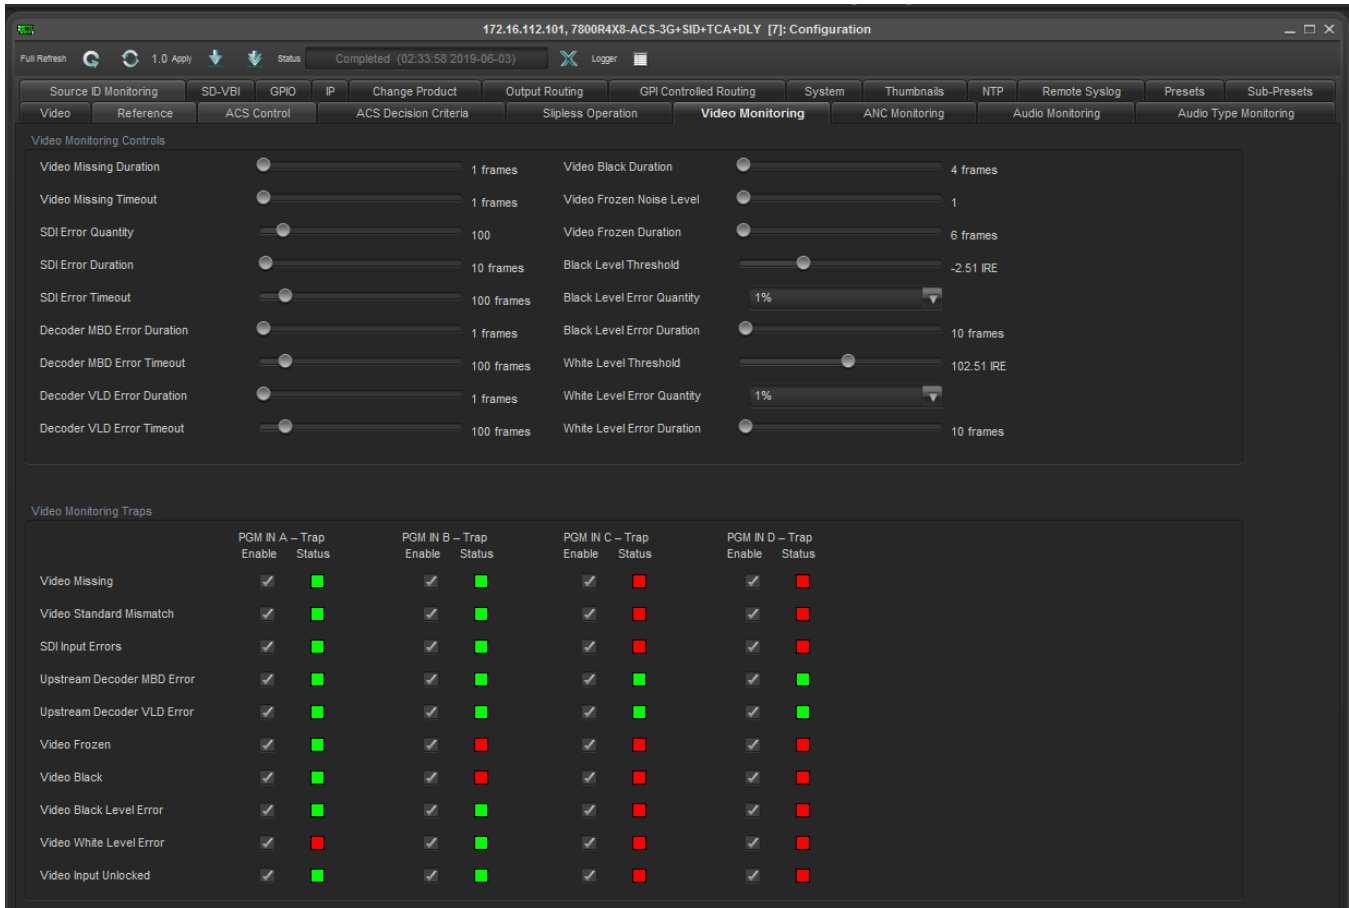 172.16.112.101, 7800R4X8-ACS-3G+SID+TCA+DLY [7]: Configuration
Full Refresh 1.0 Apply Status Completed (02:33:58 2019-06-03) Logger
Source ID Monitoring SD-VBI GPIO IP Change Product Output Routing GPI Controlled Routing System Thumbnails NTP Remote Syslog Presets Sub-Presets
Video Reference ACS Control ACS Decision Criteria Slipless Operation Video Monitoring ANC Monitoring Audio Monitoring Audio Type Monitoring
Video Monitoring Controls
Video Missing Duration 1 frames Video Black Duration 4 frames
Video Missing Timeout 1 frames Video Frozen Noise Level 1
SDI Error Quantity 100 Video Frozen Duration 6 frames
SDI Error Duration 10 frames Black Level Threshold -2.51 IRE
SDI Error Timeout 100 frames Black Level Error Quantity 1%
Decoder MBD Error Duration 1 frames Black Level Error Duration 10 frames
Decoder MBD Error Timeout 100 frames White Level Threshold 102.51 IRE
Decoder VLD Error Duration 1 frames White Level Error Quantity 1%
Decoder VLD Error Timeout 100 frames White Level Error Duration 10 frames
Video Monitoring Traps
PGM IN A – Trap PGM IN B – Trap PGM IN C – Trap PGM IN D – Trap
Enable Status Enable Status Enable Status Enable Status
Video Missing
Video Standard Mismatch
SDI Input Errors
Upstream Decoder MBD Error
Upstream Decoder VLD Error
Video Frozen
Video Black
Video Black Level Error
Video White Level Error
Video Input Unlocked